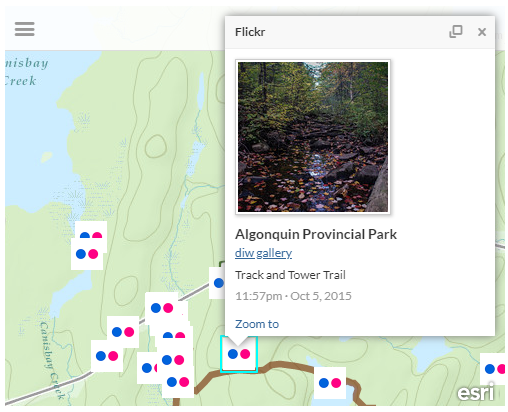 nisbay
Creek
Flickr
Algonquin Provincial Park
diw gallery
Track and Tower Trail
11:57pm · Oct 5, 2015
Zoom to
Canisbay Creek
esri